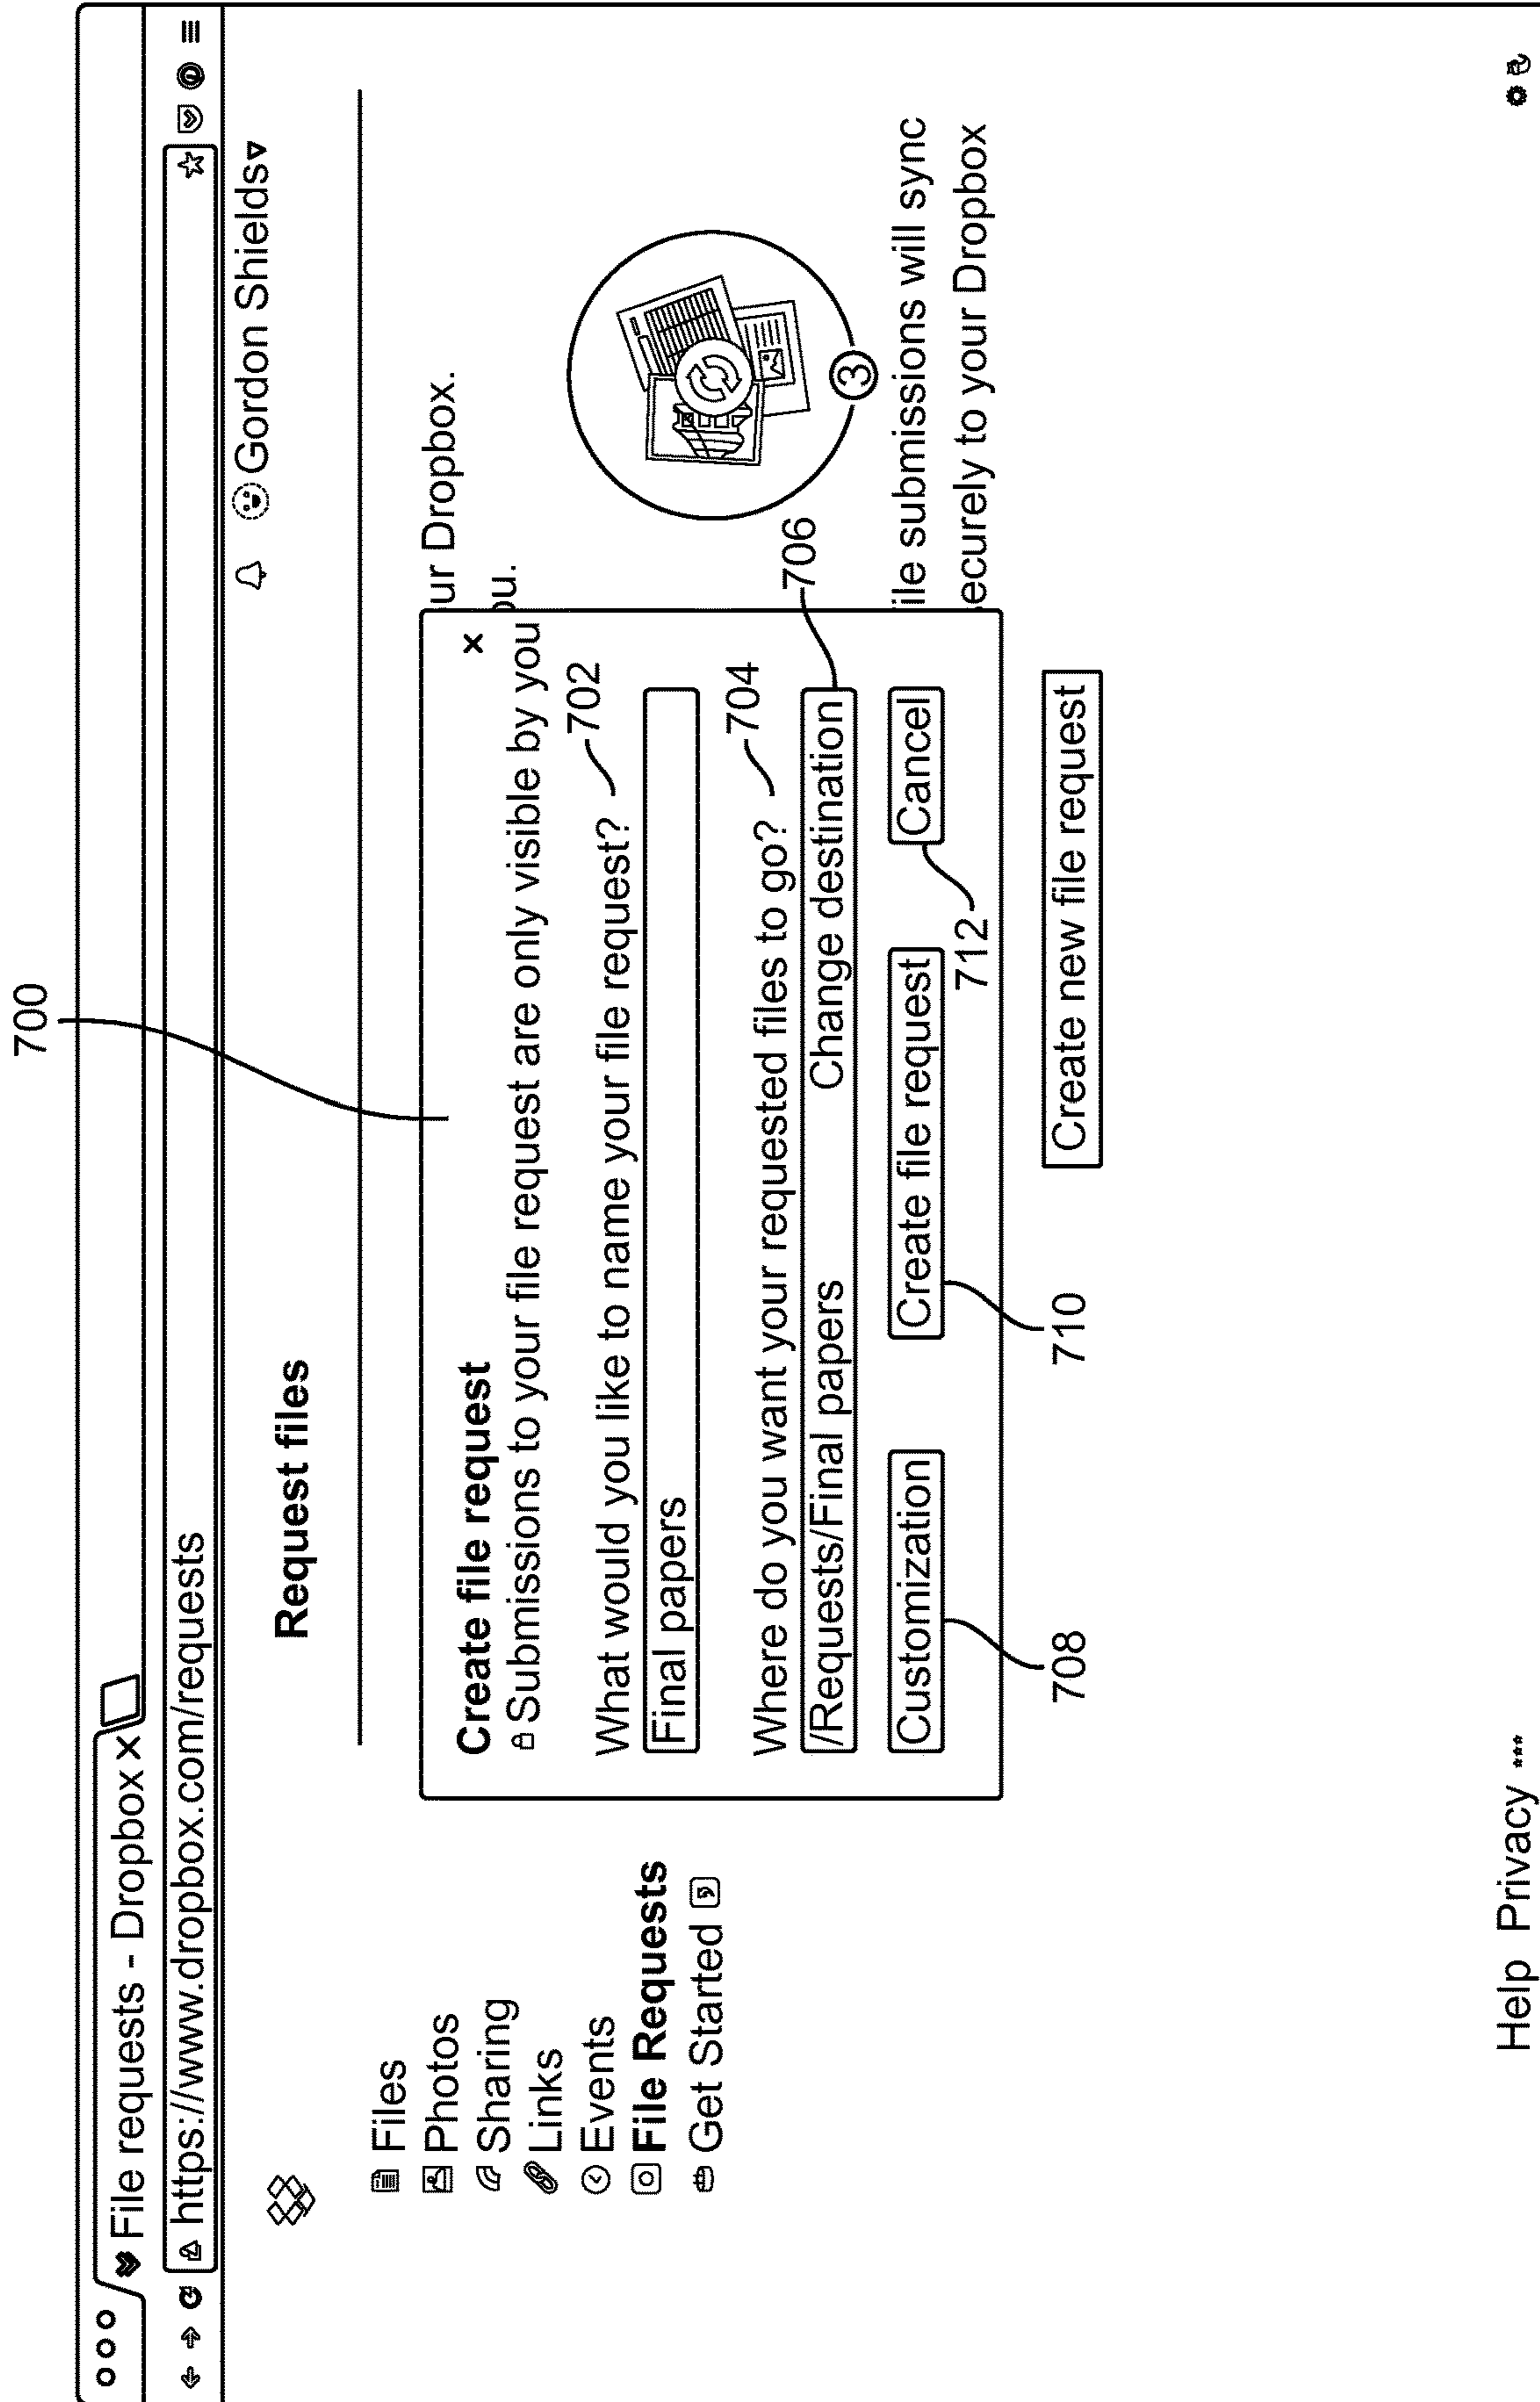 700
File requests - Dropbox X
https://www.dropbox.com/requests
Gordon Shields
Request files
Files
Photos
Sharing
Links
Events
File Requests
Get Started
ur Dropbox.
ou.
Create file request
x
Submissions to your file request are only visible by you
What would you like to name your file request? 702
Final papers
Where do you want your requested files to go? 704
/Requests/Final papers Change destination
706
Customization Create file request Cancel
708
710
712
3
ile submissions will sync
ecurely to your Dropbox
Create new file request
Help Privacy ***